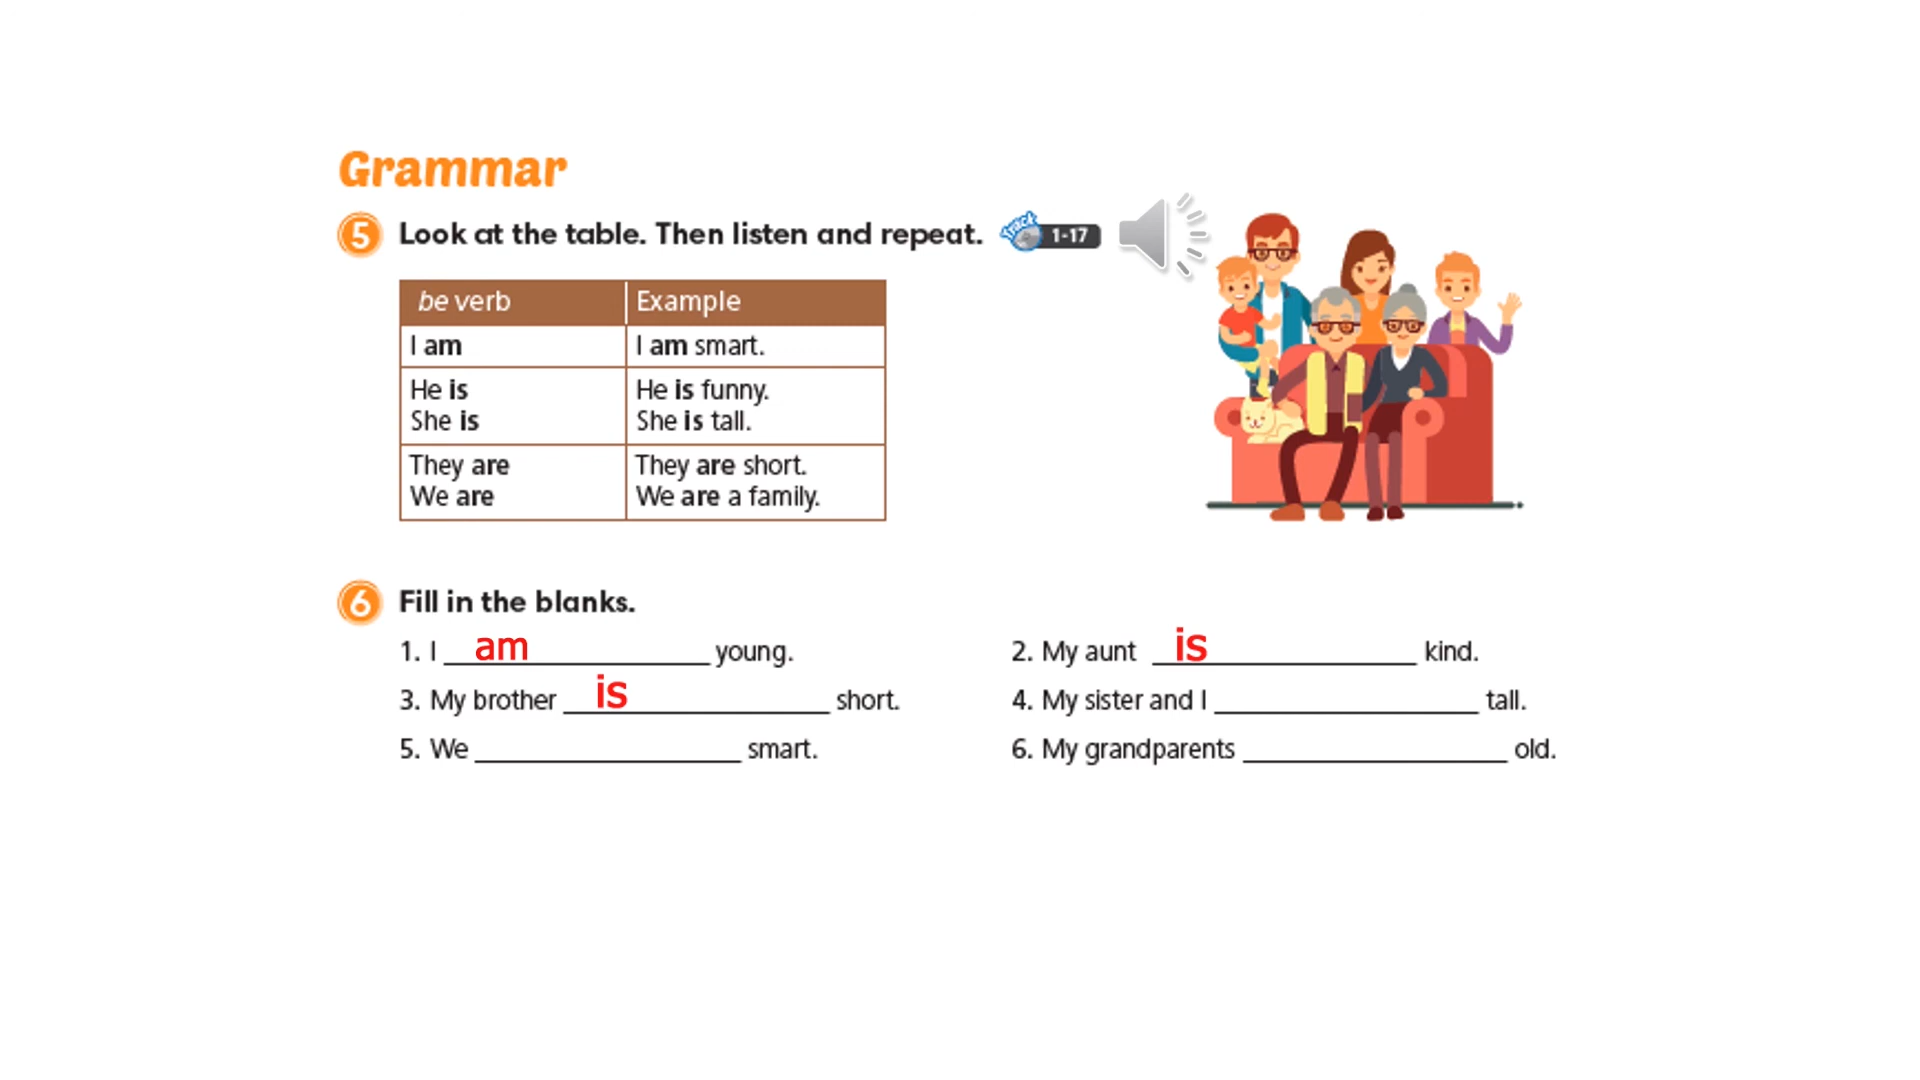 Grammar
5 Look at the table. Then listen and repeat. Track 1-17
be verb Example
I am I am smart.
He is He is funny.
She is She is tall.
They are They are short.
We are We are a family.
6 Fill in the blanks.
1. I am young. 2. My aunt is kind.
3. My brother is short. 4. My sister and I ____ tall.
5. We ____ smart. 6. My grandparents ____ old.